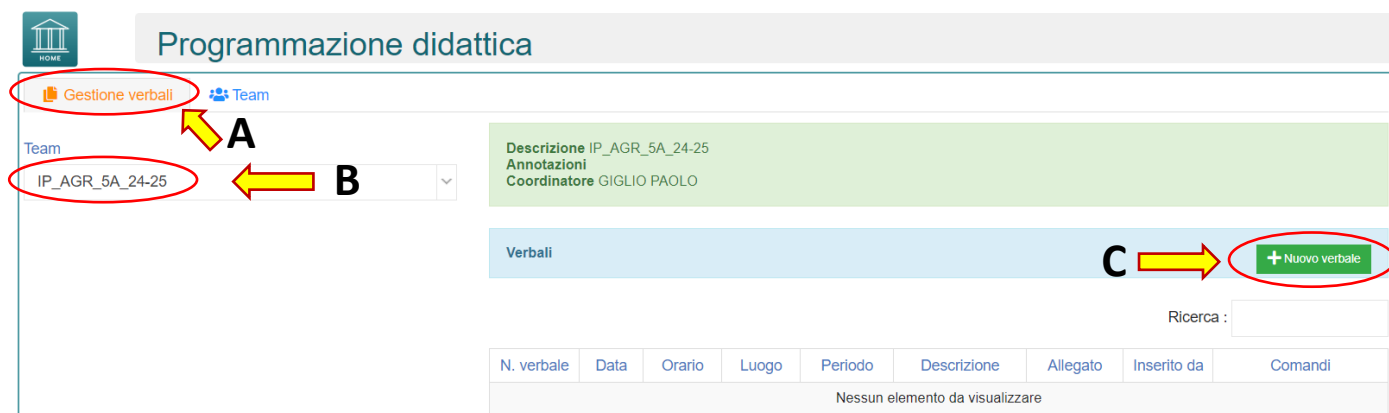 HOME
Programmazione didattica
Gestione verbali
Team
A
Team
IP_AGR_5A_24-25
B
Descrizione IP_AGR_5A_24-25
Annotazioni
Coordinatore GIGLIO PAOLO
Verbali
C
Nuovo verbale
Ricerca :
N. verbale Data Orario Luogo Periodo Descrizione Allegato Inserito da Comandi
Nessun elemento da visualizzare